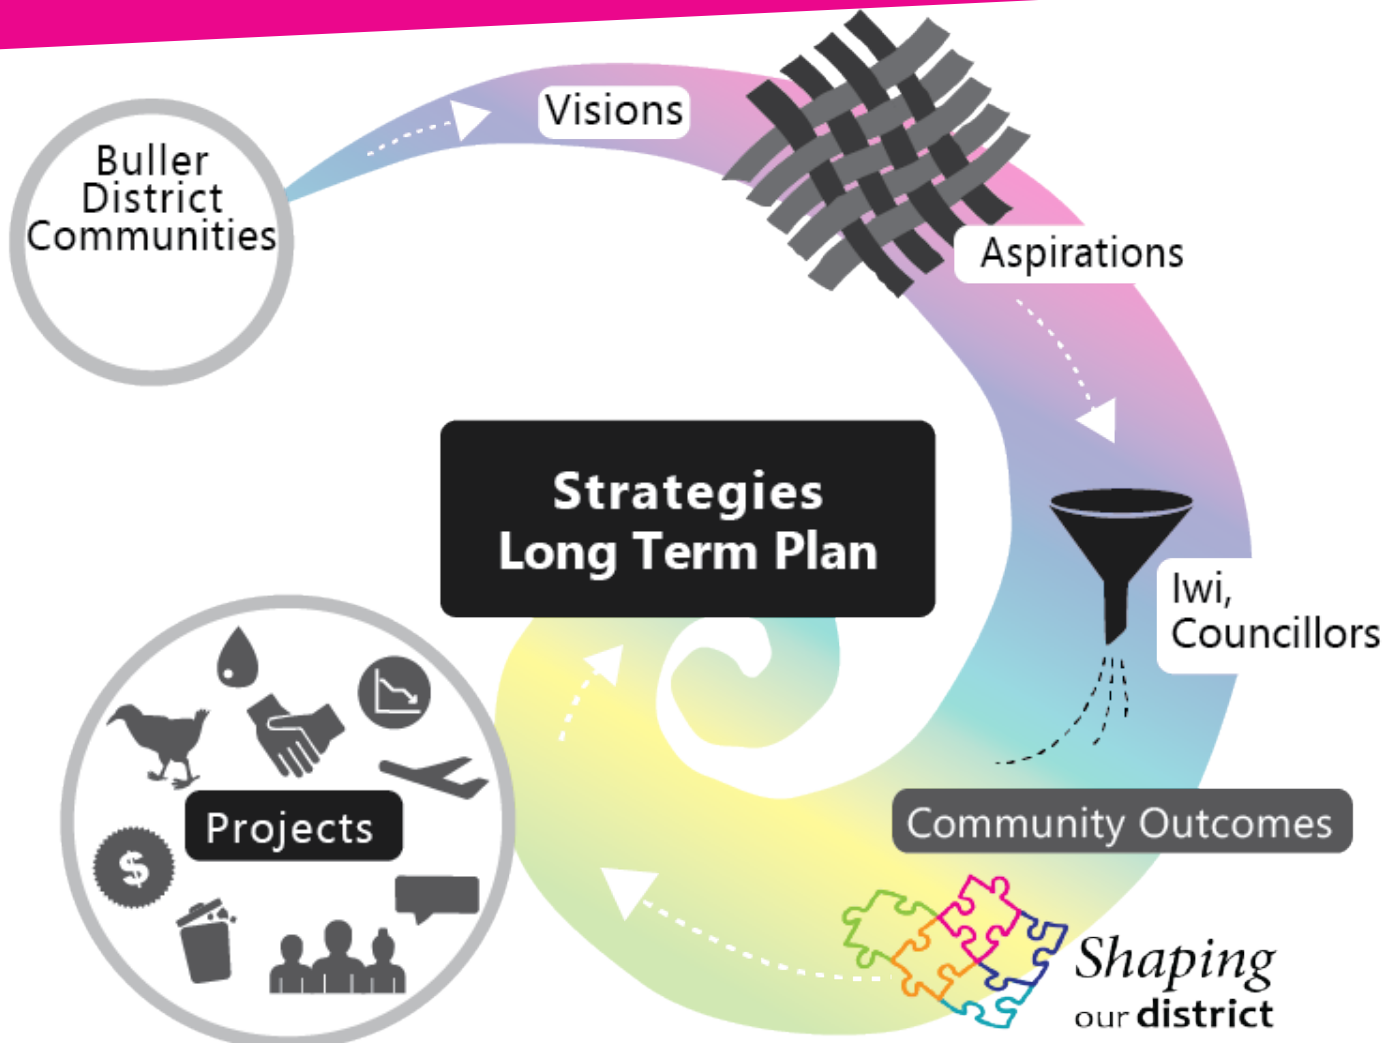 Buller
District
Communities
Visions
Aspirations
Strategies
Long Term Plan
Iwi,
Councillors
Community Outcomes
Projects
$
Shaping
our district